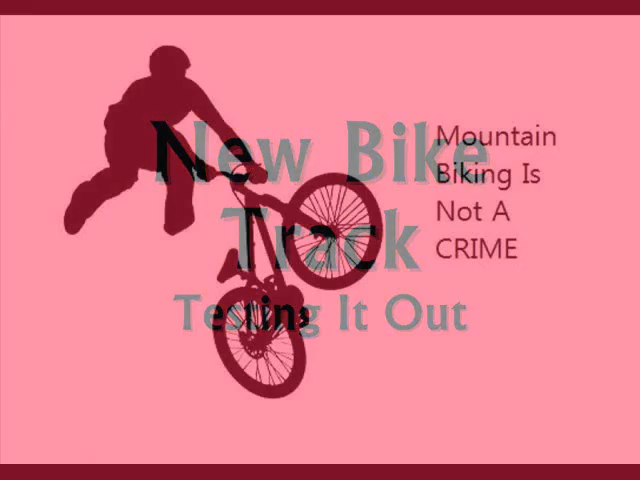 New Bike
Track
Testing It Out
Mountain
Biking Is
Not A
CRIME